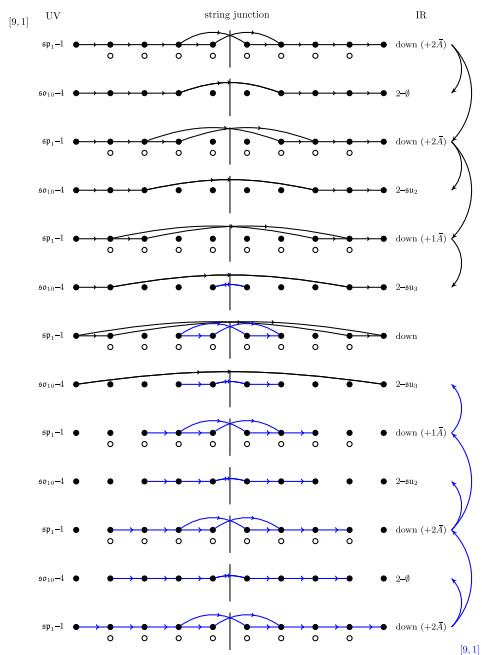 [9, 1] UV string junction IR
𝔰𝔭₁–1 down (+2Ā)
𝔰𝔬₁₀–4 2–∅
𝔰𝔭₁–1 down (+2Ā)
𝔰𝔬₁₀–4 2–𝔰𝔲₂
𝔰𝔭₁–1 down (+1Ā)
𝔰𝔬₁₀–4 2–𝔰𝔲₃
𝔰𝔭₁–1 down
𝔰𝔬₁₀–4 2–𝔰𝔲₃
𝔰𝔭₁–1 down (+1Ā)
𝔰𝔬₁₀–4 2–𝔰𝔲₂
𝔰𝔭₁–1 down (+2Ā)
𝔰𝔬₁₀–4 2–∅
𝔰𝔭₁–1 down (+2Ā)
[9, 1]